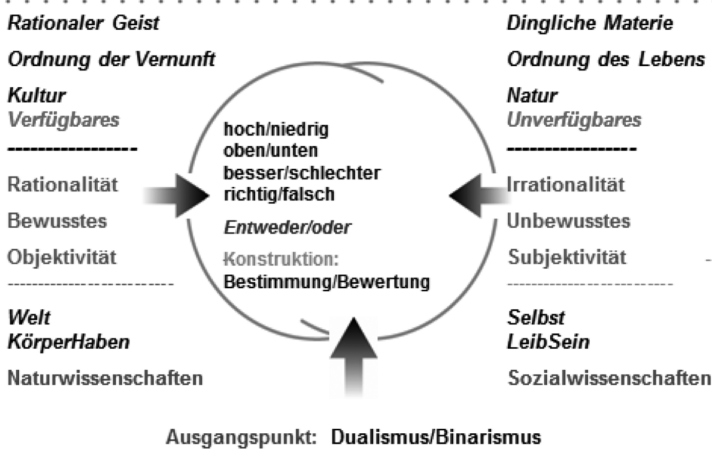 Rationaler Geist
Ordnung der Vernunft
Kultur
Verfügbares
Rationalität
Bewusstes
Objektivität
Welt
KörperHaben
Naturwissenschaften
hoch/niedrig
oben/unten
besser/schlechter
richtig/falsch
Entweder/oder
Konstruktion:
Bestimmung/Bewertung
Dingliche Materie
Ordnung des Lebens
Natur
Unverfügbares
Irrationalität
Unbewusstes
Subjektivität
Selbst
LeibSein
Sozialwissenschaften
Ausgangspunkt: Dualismus/Binarismus